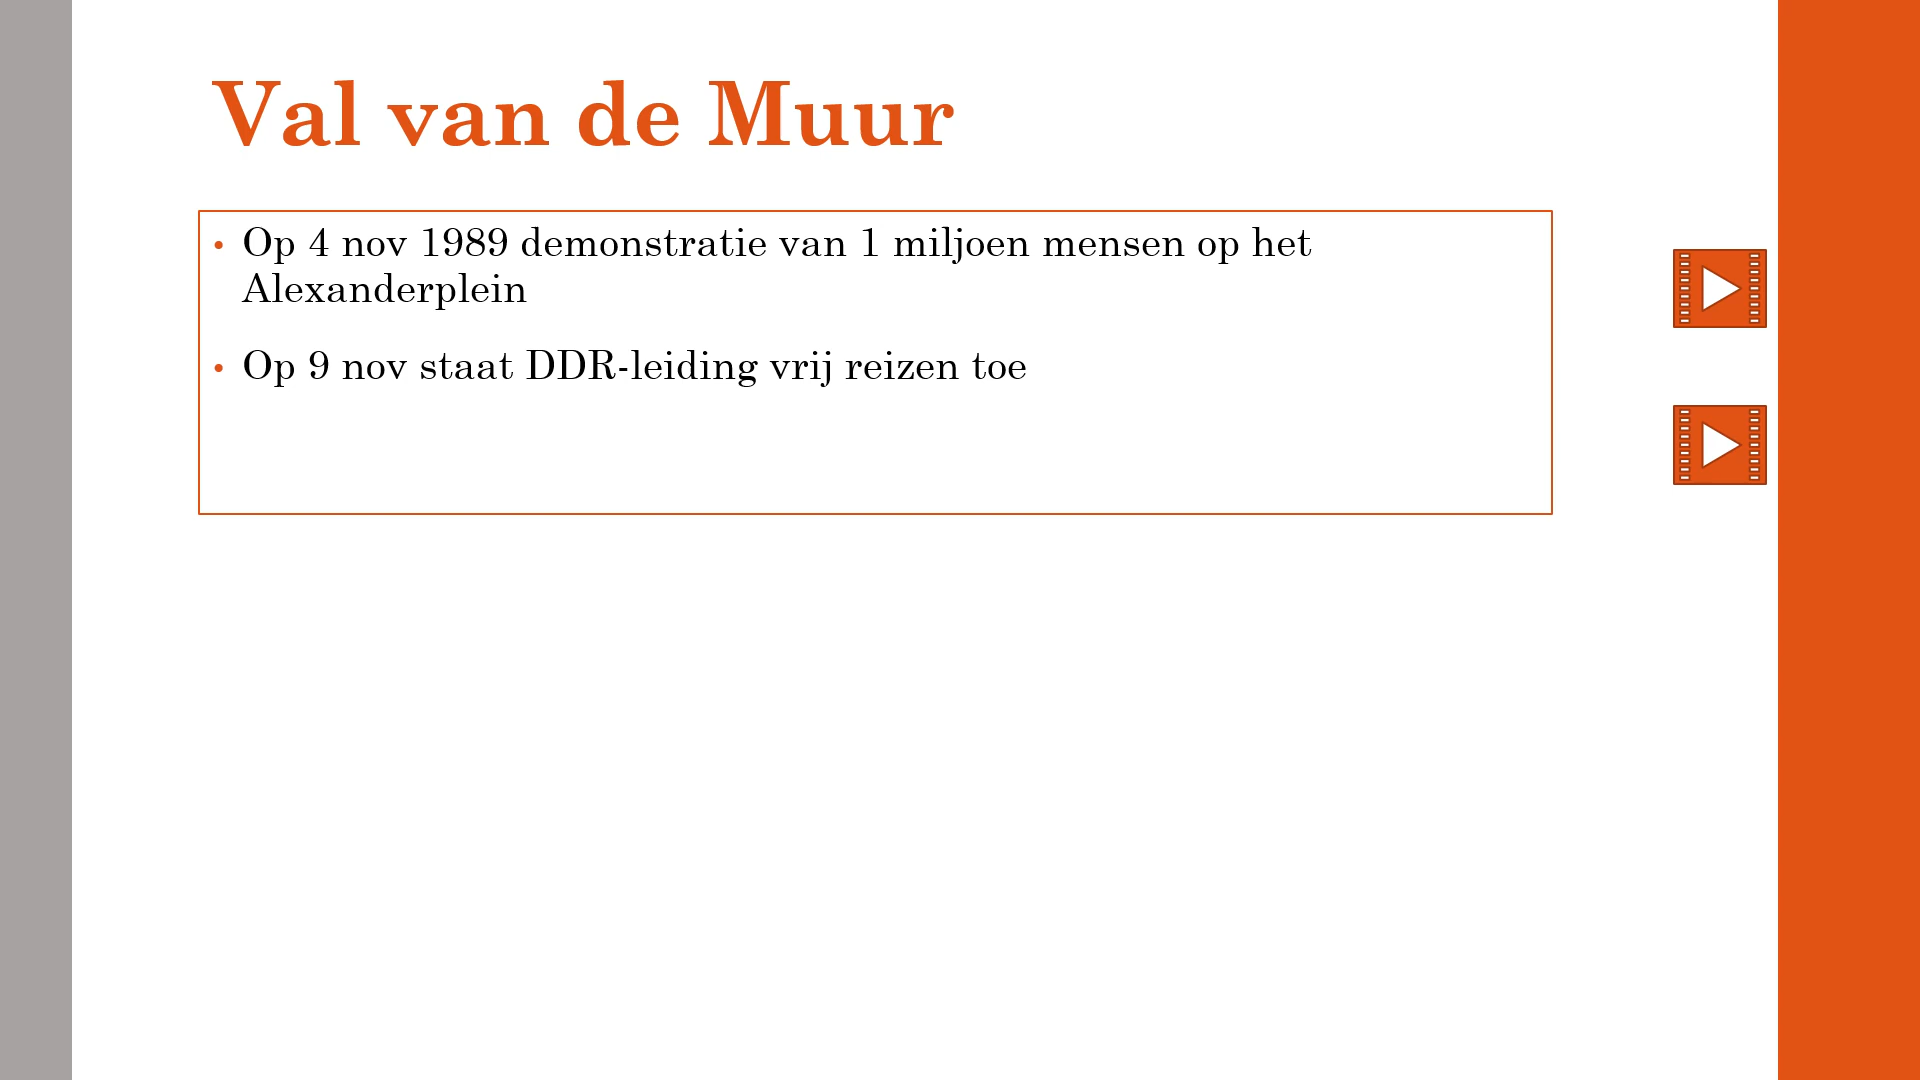 Val van de Muur
• Op 4 nov 1989 demonstratie van 1 miljoen mensen op het
Alexanderplein
• Op 9 nov staat DDR-leiding vrij reizen toe